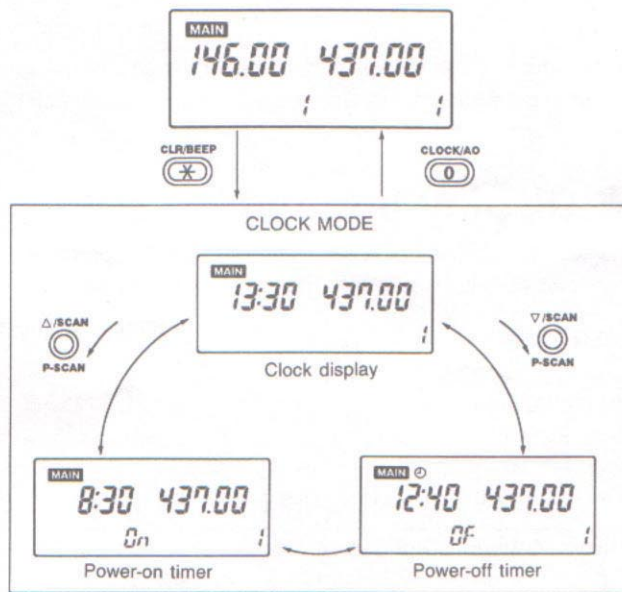 MAIN
146.00 437.00
1 1
CLR/BEEP
CLOCK/AO
0
CLOCK MODE
MAIN
13:30 437.00
1
Clock display
△/SCAN
P-SCAN
▽/SCAN
P-SCAN
MAIN
8:30 437.00
On 1
Power-on timer
MAIN
12:40 437.00
OF 1
Power-off timer